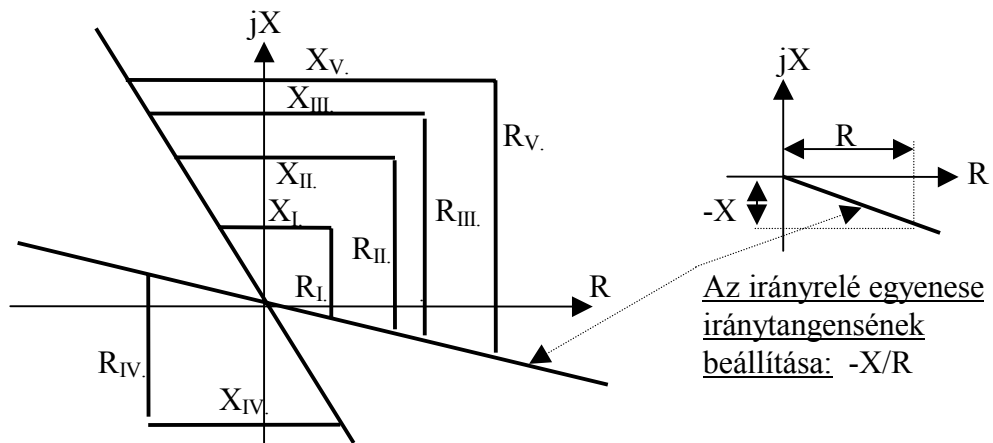 jX
X_V.
X_III.
X_II.
X_I.
R_V.
R_III.
R_II.
R_I.
R
R_IV.
X_IV.
jX
R
R
-X
Az irányrelé egyenese
iránytangensének
beállítása: -X/R